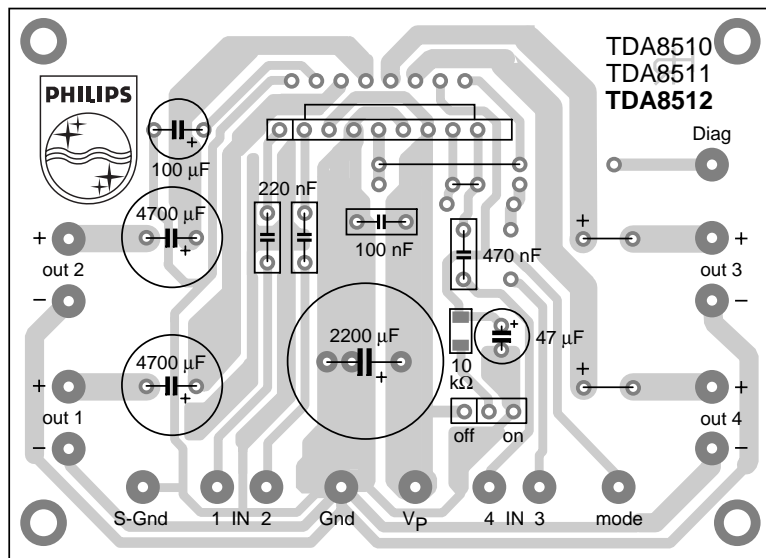 TDA8510
TDA8511
TDA8512
PHILIPS
Diag
100 µF
220 nF
4700 µF
+
+
100 nF
+
470 nF
+
+
out 2
out 3
−
−
2200 µF
+
47 µF
4700 µF
+
10
kΩ
+
+
+
+
out 1
out 4
off
on
−
−
S-Gnd
1 IN 2
Gnd
VP
4 IN 3
mode